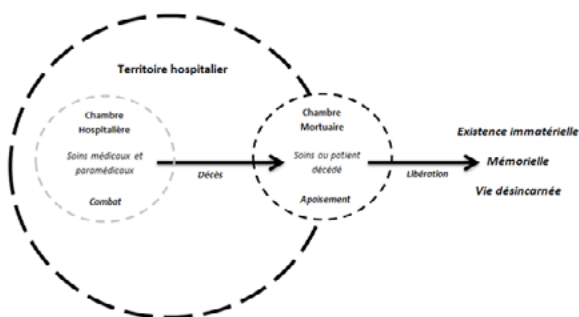 Territoire hospitalier
Chambre
Hospitalière
Soins médicaux et
paramédicaux
Combat
Décès
Chambre
Mortuaire
Soins au patient
décédé
Apaisement
Libération
Existence immatérielle
Mémorielle
Vie désincarnée